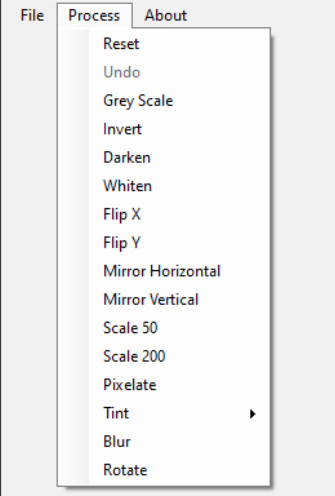 File Process About
Reset
Undo
Grey Scale
Invert
Darken
Whiten
Flip X
Flip Y
Mirror Horizontal
Mirror Vertical
Scale 50
Scale 200
Pixelate
Tint
Blur
Rotate